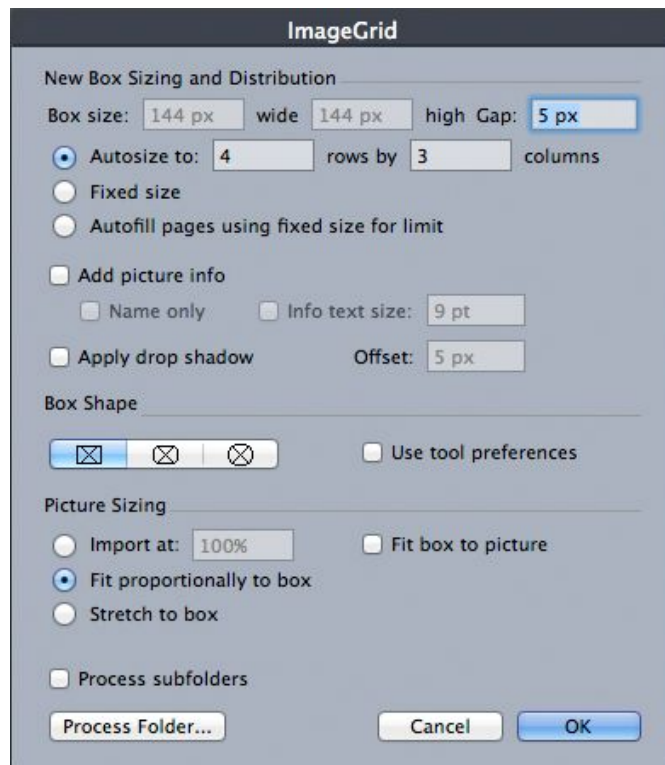 ImageGrid
New Box Sizing and Distribution
Box size: 144 px wide 144 px high Gap: 5 px
Autosize to: 4 rows by 3 columns
Fixed size
Autofill pages using fixed size for limit
Add picture info
Name only Info text size: 9 pt
Apply drop shadow Offset: 5 px
Box Shape
Use tool preferences
Picture Sizing
Import at: 100% Fit box to picture
Fit proportionally to box
Stretch to box
Process subfolders
Process Folder... Cancel OK